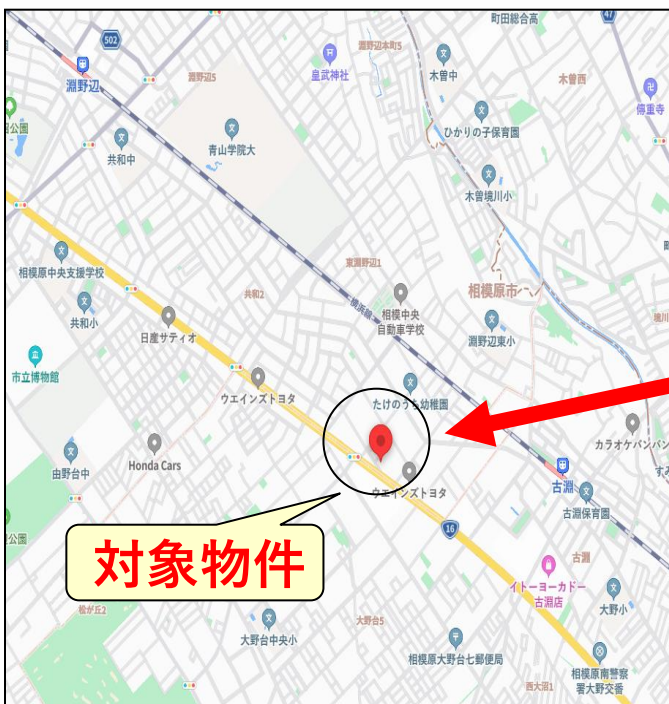 町田総合高
47
502
淵野辺本町5
淵野辺
淵野辺5
皇武神社
木曽中
木曽西
傳重寺
公園
共和中
青山学院大
ひかりの子保育園
木曽境川小
東淵野辺1
相模原中央支援学校
共和2
横浜線
相模原市
相模中央
自動車学校
境川
共和小
日産サティオ
淵野辺東小
市立博物館
ウエインズトヨタ
たけのうち幼稚園
カラオケバンバン
Honda Cars
由野台中
ウエインズトヨタ
古淵
古淵保育園
16
公園
対象物件
古淵
イトーヨーカドー
古淵店
松が丘2
大野台中央小
大野台5
大野小
相模原大野台七郵便局
相模原南警察
署大野交番
西大沼1